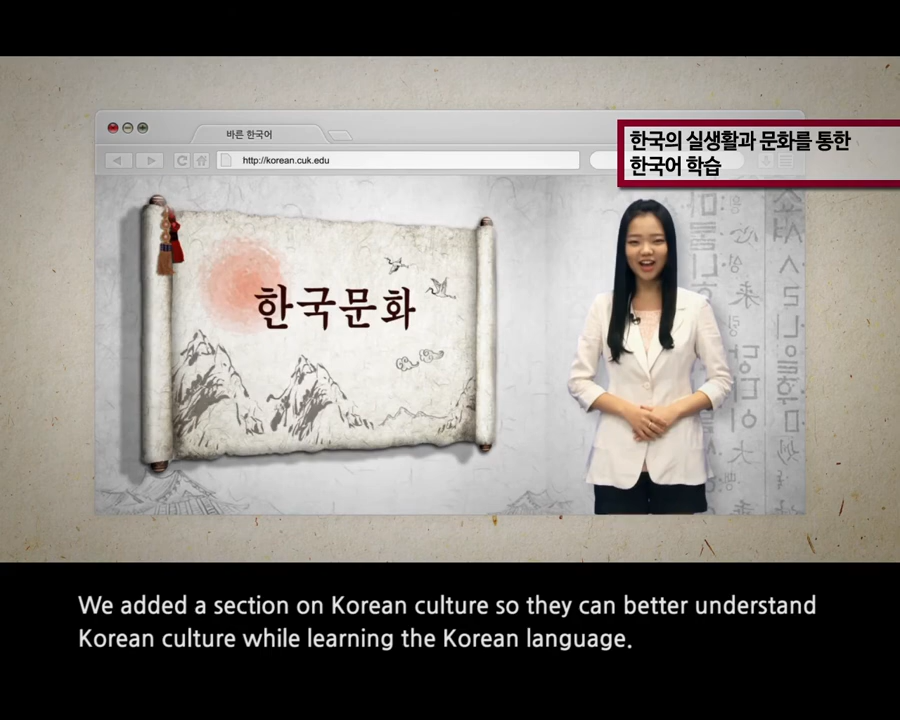 바른 한국어
http://korean.cuk.edu
한국의 실생활과 문화를 통한
한국어 학습
한국문화
We added a section on Korean culture so they can better understand
Korean culture while learning the Korean language.